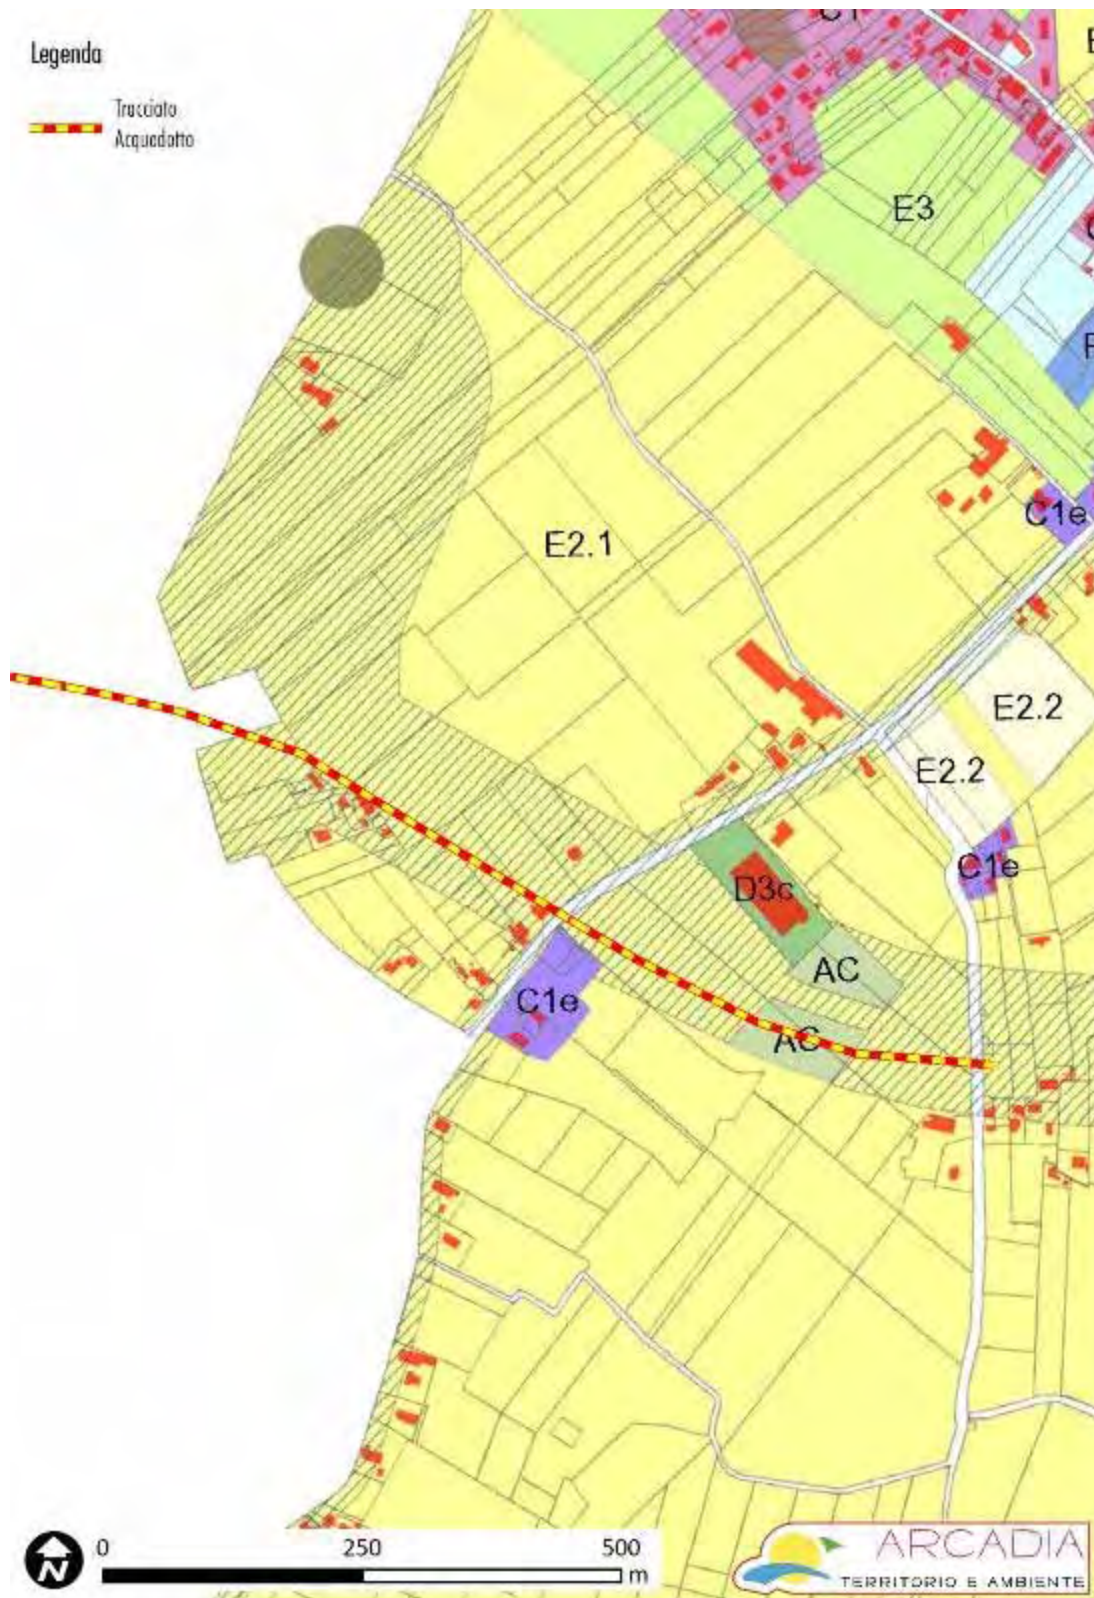 Legenda
Tracciato
Acquedotto
C1
E3
C1e
E2.1
E2.2
E2.2
C1e
D3c
AC
C1e
AC
N
0 250 500
m
ARCADIA
TERRITORIO E AMBIENTE